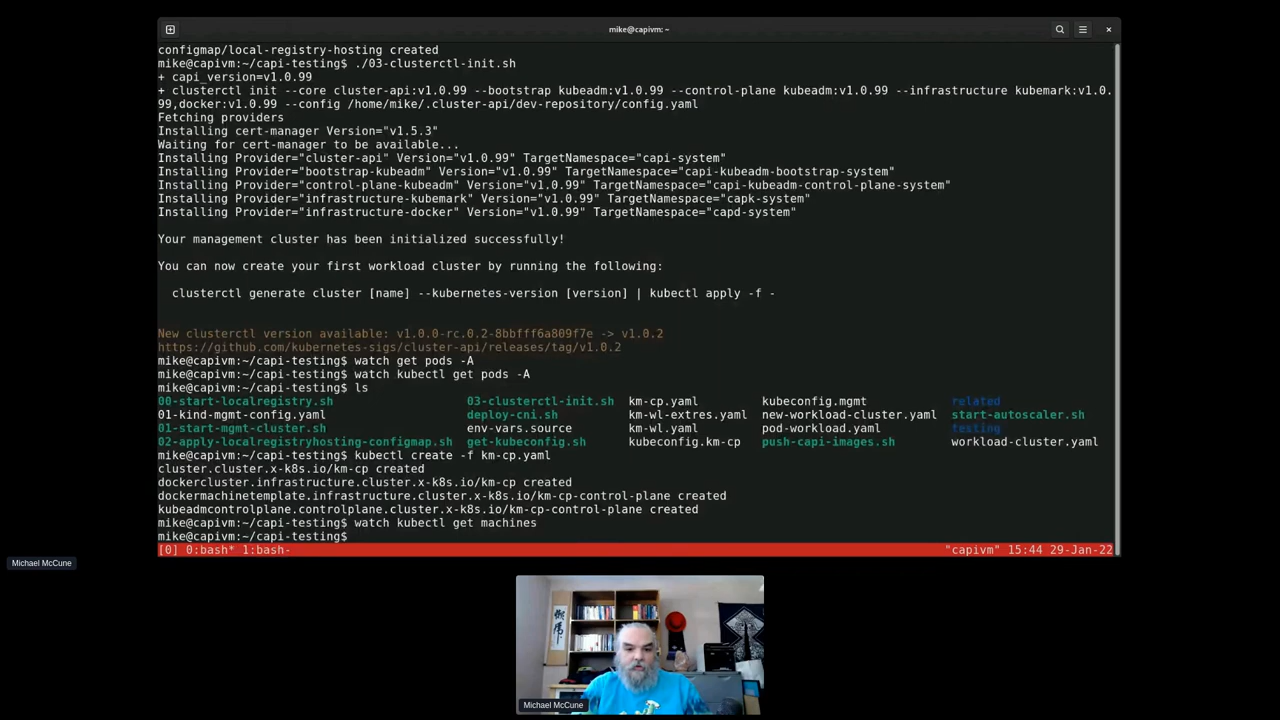 mike@capivm: ~
configmap/local-registry-hosting created
mike@capivm:~/capi-testing$ ./03-clusterctl-init.sh
+ capi_version=v1.0.99
+ clusterctl init --core cluster-api:v1.0.99 --bootstrap kubeadm:v1.0.99 --control-plane kubeadm:v1.0.99 --infrastructure kubemark:v1.0.
99,docker:v1.0.99 --config /home/mike/.cluster-api/dev-repository/config.yaml
Fetching providers
Installing cert-manager Version="v1.5.3"
Waiting for cert-manager to be available...
Installing Provider="cluster-api" Version="v1.0.99" TargetNamespace="capi-system"
Installing Provider="bootstrap-kubeadm" Version="v1.0.99" TargetNamespace="capi-kubeadm-bootstrap-system"
Installing Provider="control-plane-kubeadm" Version="v1.0.99" TargetNamespace="capi-kubeadm-control-plane-system"
Installing Provider="infrastructure-kubemark" Version="v1.0.99" TargetNamespace="capk-system"
Installing Provider="infrastructure-docker" Version="v1.0.99" TargetNamespace="capd-system"
Your management cluster has been initialized successfully!
You can now create your first workload cluster by running the following:
clusterctl generate cluster [name] --kubernetes-version [version] | kubectl apply -f -
New clusterctl version available: v1.0.0-rc.0.2-8bbfff6a809f7e -> v1.0.2
https://github.com/kubernetes-sigs/cluster-api/releases/tag/v1.0.2
mike@capivm:~/capi-testing$ watch get pods -A
mike@capivm:~/capi-testing$ watch kubectl get pods -A
mike@capivm:~/capi-testing$ ls
00-start-localregistry.sh 03-clusterctl-init.sh km-cp.yaml kubeconfig.mgmt related
01-kind-mgmt-config.yaml deploy-cni.sh km-wl-extres.yaml new-workload-cluster.yaml start-autoscaler.sh
01-start-mgmt-cluster.sh env-vars.source km-wl.yaml pod-workload.yaml testing
02-apply-localregistryhosting-configmap.sh get-kubeconfig.sh kubeconfig.km-cp push-capi-images.sh workload-cluster.yaml
mike@capivm:~/capi-testing$ kubectl create -f km-cp.yaml
cluster.cluster.x-k8s.io/km-cp created
dockercluster.infrastructure.cluster.x-k8s.io/km-cp created
dockermachinetemplate.infrastructure.cluster.x-k8s.io/km-cp-control-plane created
kubeadmcontrolplane.controlplane.cluster.x-k8s.io/km-cp-control-plane created
mike@capivm:~/capi-testing$ watch kubectl get machines
mike@capivm:~/capi-testing$
[0] 0:bash* 1:bash- "capivm" 15:44 29-Jan-22
Michael McCune
Michael McCune